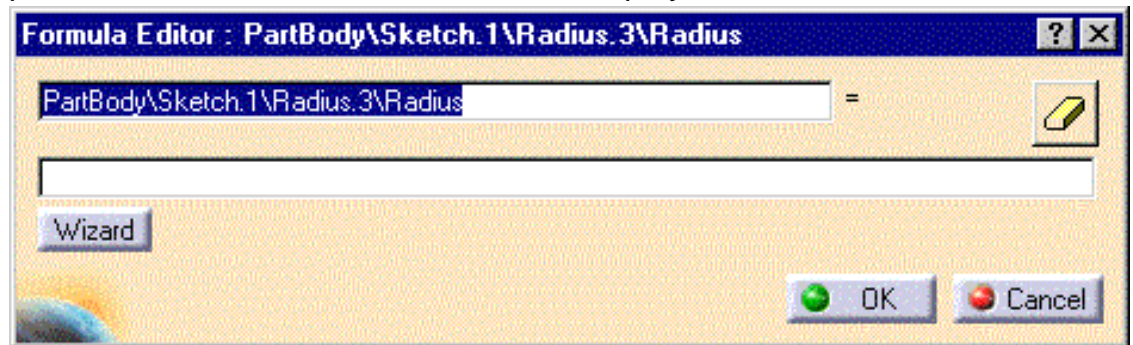 Formula Editor : PartBody\Sketch.1\Radius.3\Radius
PartBody\Sketch.1\Radius.3\Radius =
Wizard
OK Cancel